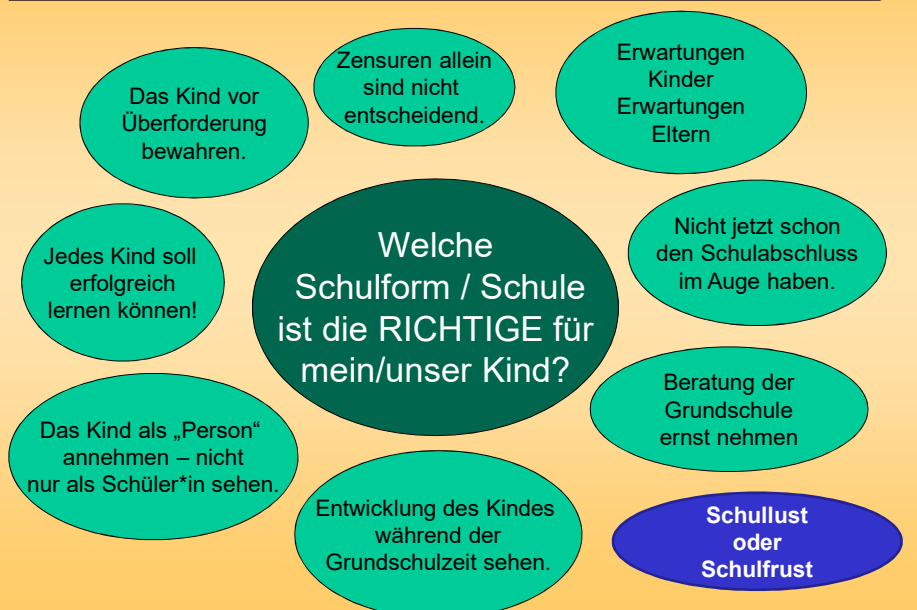 Zensuren allein
sind nicht
entscheidend.
Erwartungen
Kinder
Erwartungen
Eltern
Das Kind vor
Überforderung
bewahren.
Nicht jetzt schon
den Schulabschluss
im Auge haben.
Jedes Kind soll
erfolgreich
lernen können!
Welche
Schulform / Schule
ist die RICHTIGE für
mein/unser Kind?
Beratung der
Grundschule
ernst nehmen
Das Kind als „Person“
annehmen – nicht
nur als Schüler*in sehen.
Entwicklung des Kindes
während der
Grundschulzeit sehen.
Schullust
oder
Schulfrust